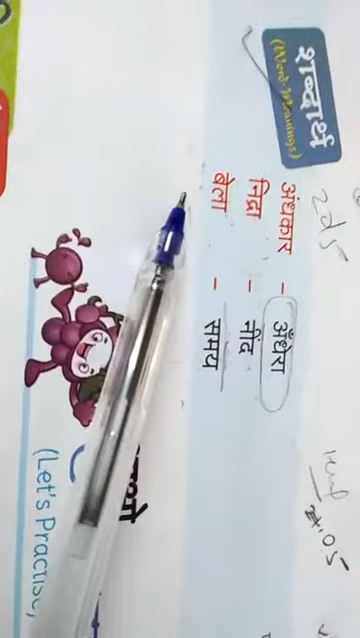 शब्दार्थ
(Word-Meanings)
अंधकार - अँधेरा
निद्रा - नींद
बेला - समय
(Let's Practise)